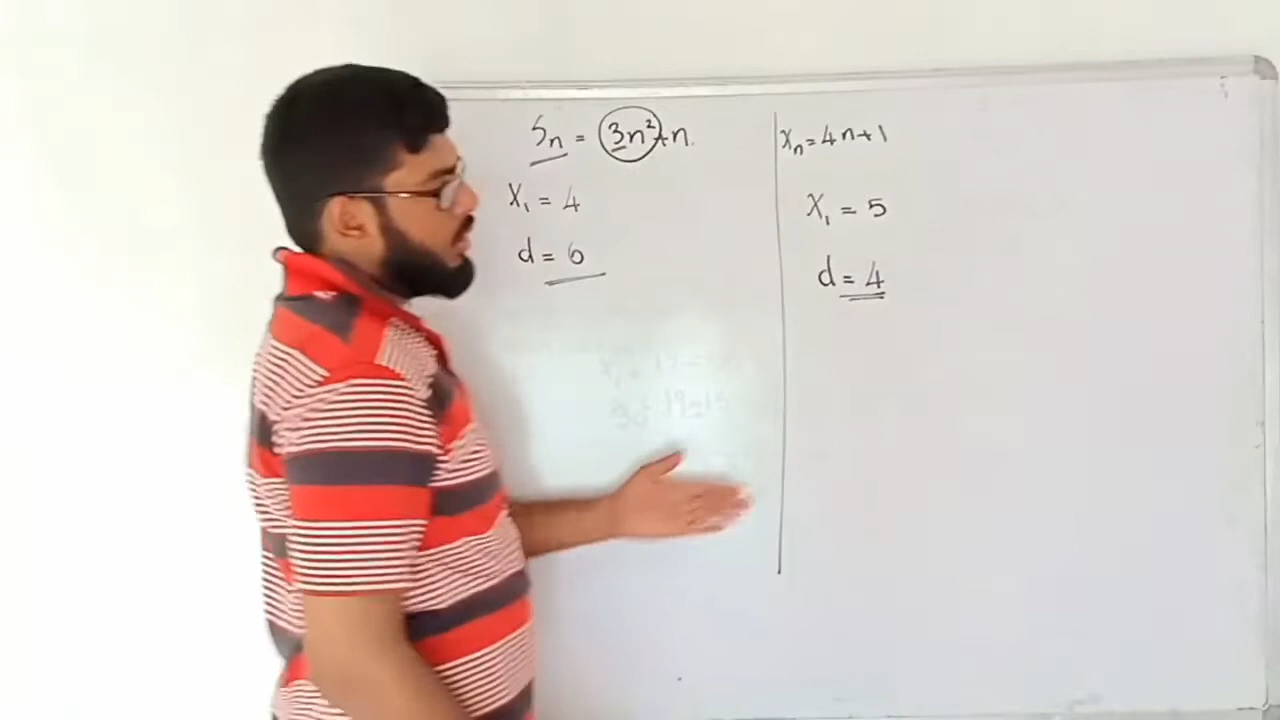 Sn = 3n²+n
x₁ = 4
d = 6
xn = 4n+1
x₁ = 5
d = 4